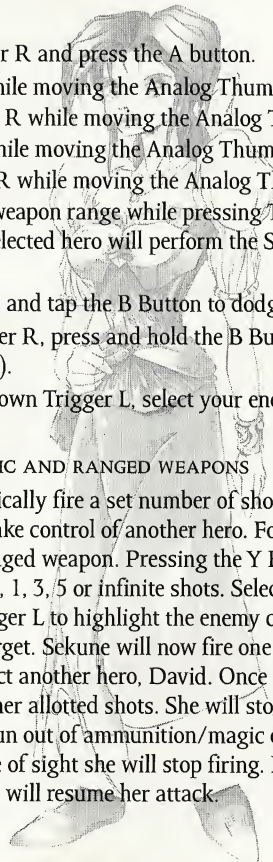 r R and press the A button.
ile moving the Analog Thum
R while moving the Analog T
hile moving the Analog Thum
R while moving the Analog Th
weapon range while pressing T
elected hero will perform the S
and tap the B Button to dodg
er R, press and hold the B Bu
).
own Trigger L, select your ene
IC AND RANGED WEAPONS
ically fire a set number of sho
ake control of another hero. Fo
ged weapon. Pressing the Y B
, 1, 3, 5 or infinite shots. Selec
ger L to highlight the enemy c
rget. Sekune will now fire one
ct another hero, David. Once
her allotted shots. She will sto
un out of ammunition/magic o
e of sight she will stop firing. I
will resume her attack.